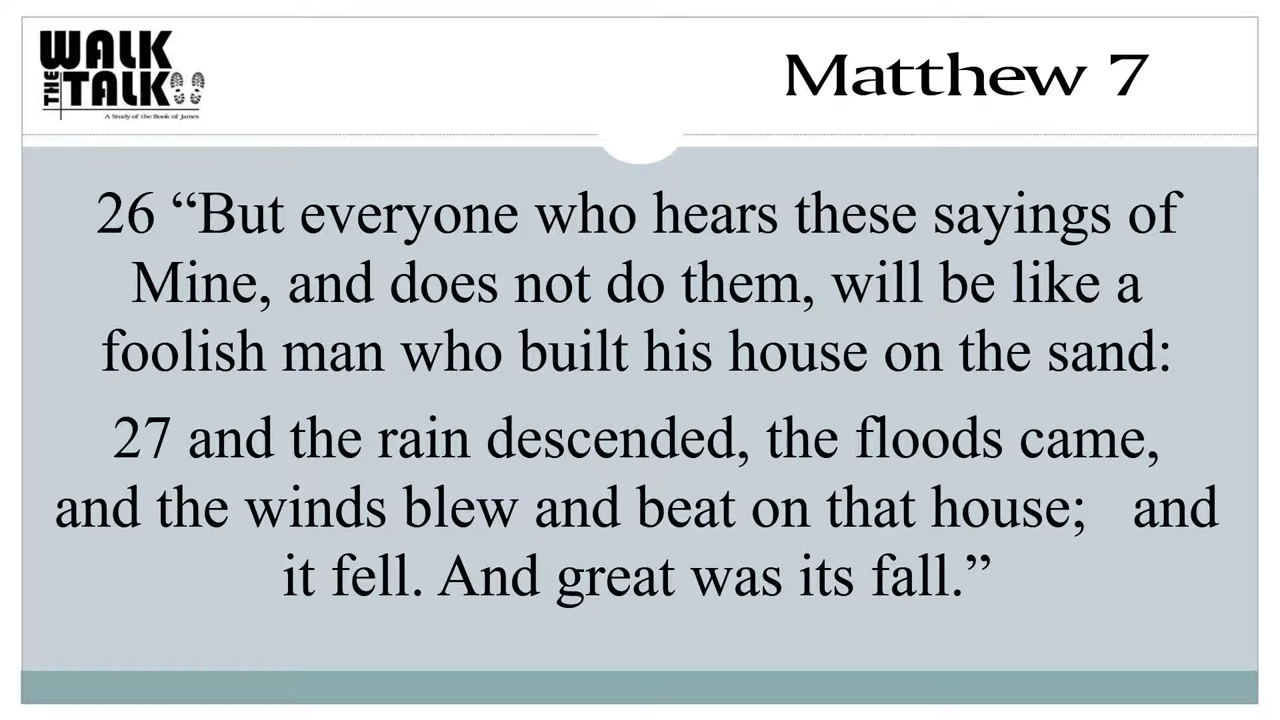 WALK
THE TALK
A Study of the Book of James
Matthew 7
26 “But everyone who hears these sayings of
Mine, and does not do them, will be like a
foolish man who built his house on the sand:
27 and the rain descended, the floods came,
and the winds blew and beat on that house;   and
it fell. And great was its fall.”